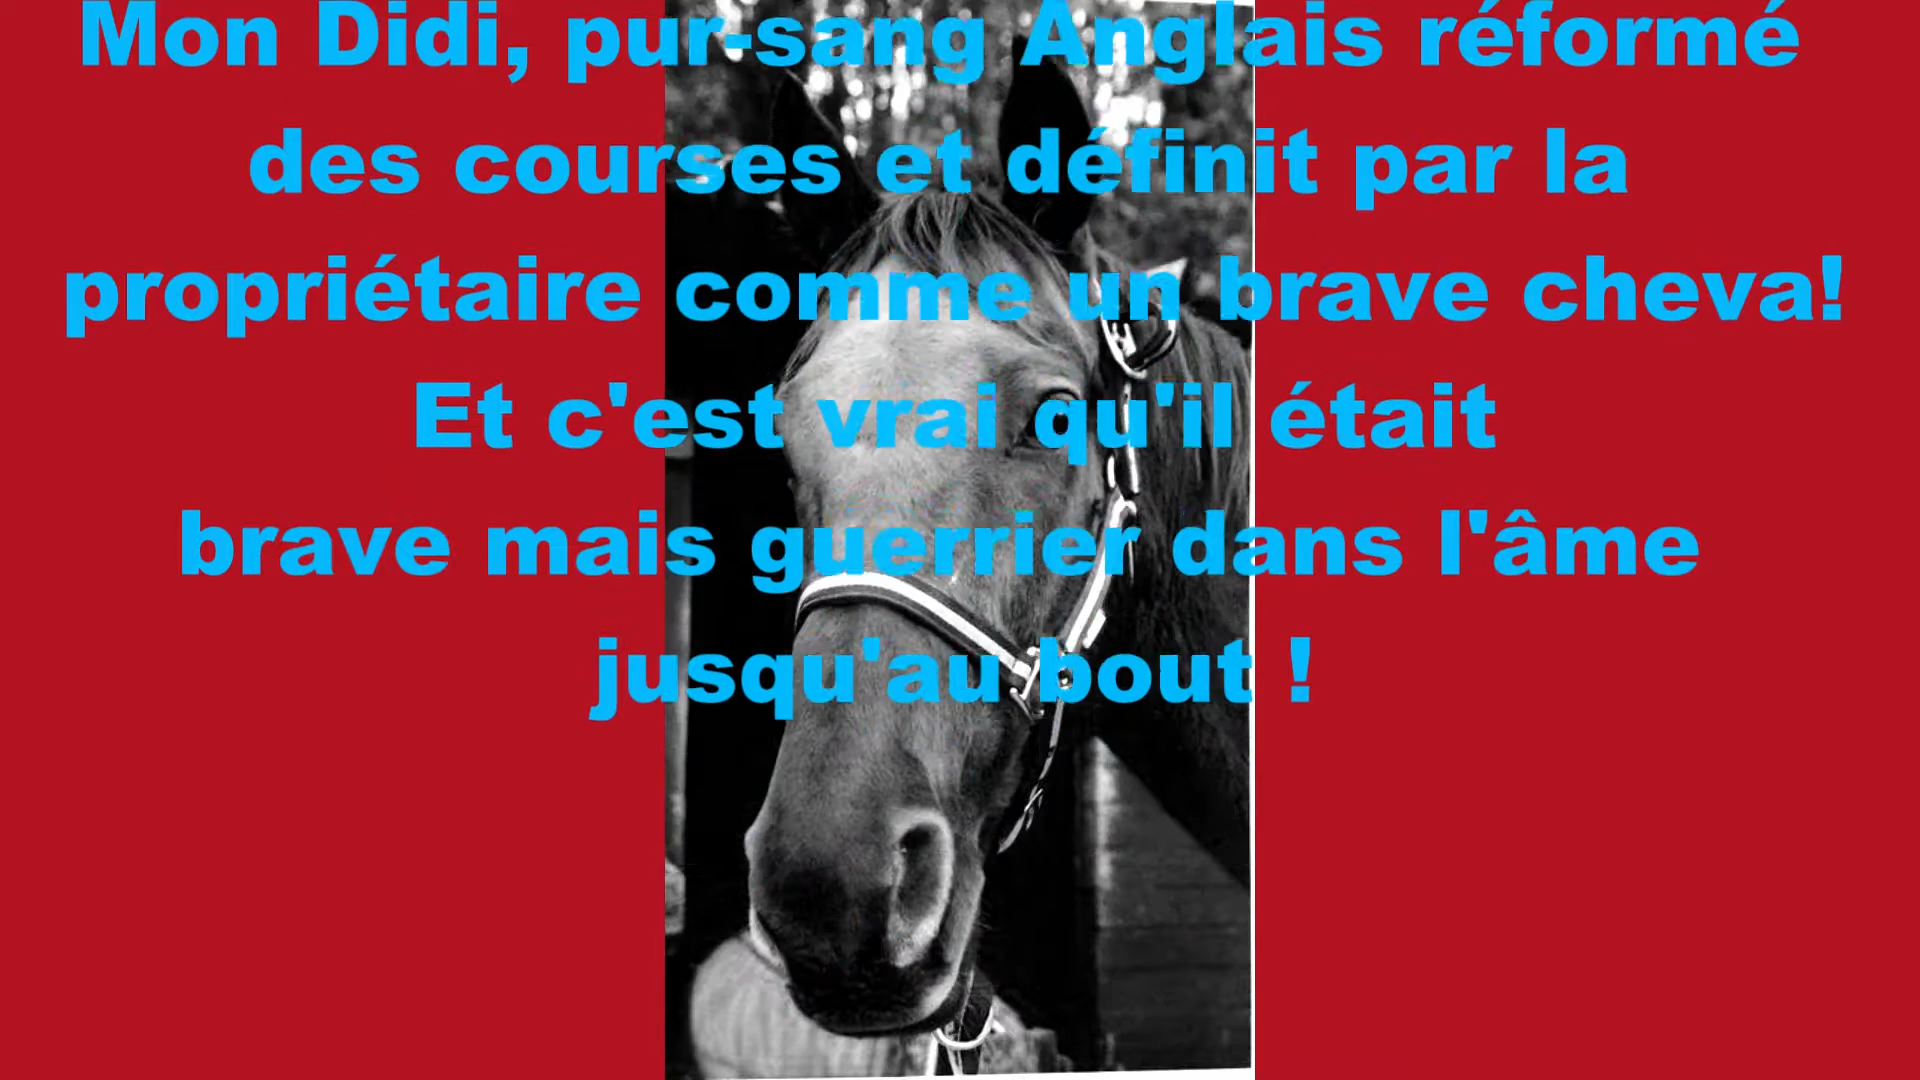 Mon Didi, pur-sang Anglais réformé
des courses et définit par la
propriétaire comme un brave cheva!
Et c'est vrai qu'il était
brave mais guerrier dans l'âme
jusqu'au bout !